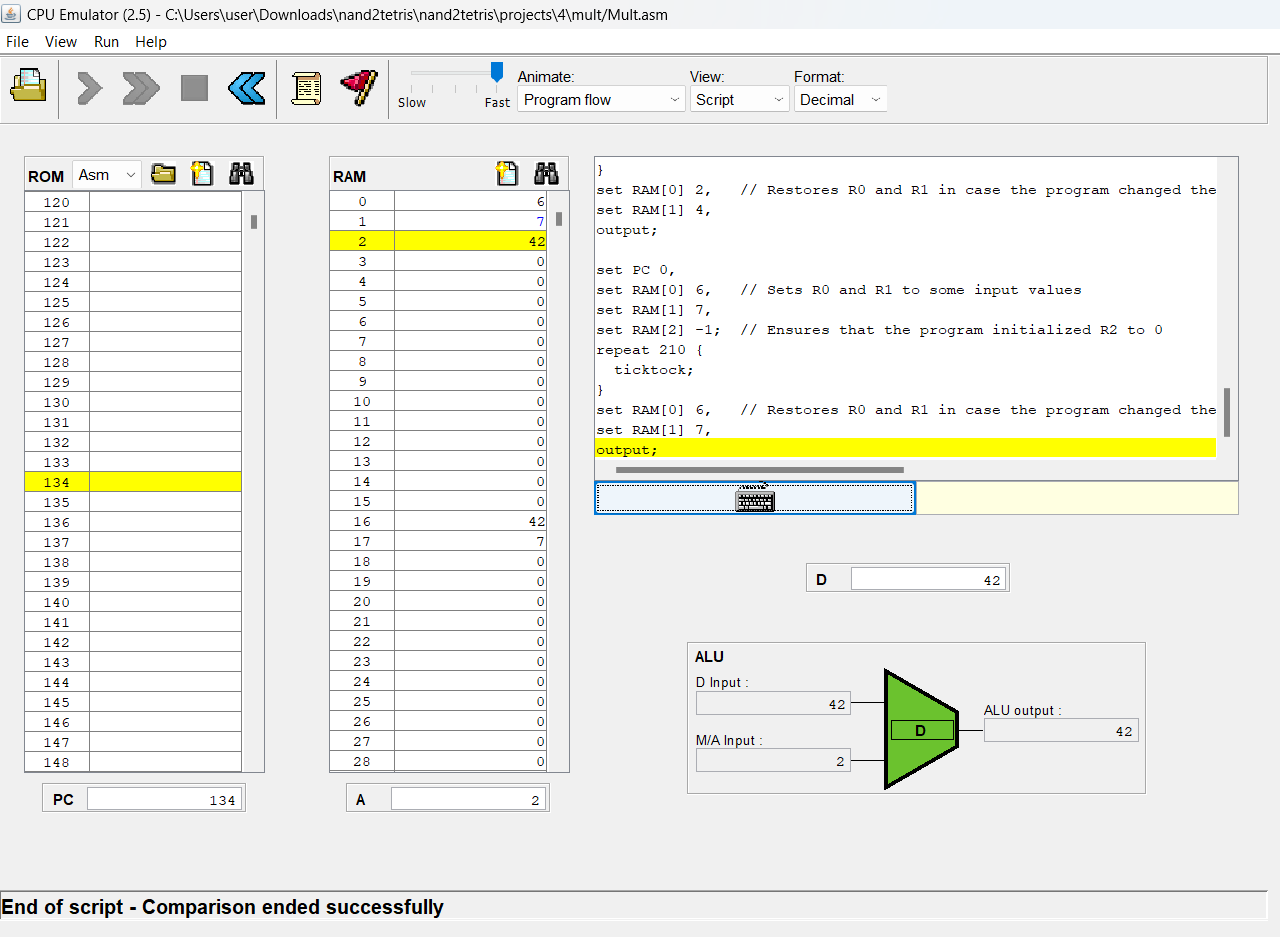 CPU Emulator (2.5) - C:\Users\user\Downloads\nand2tetris\nand2tetris\projects\4\mult/Mult.asm
File View Run Help
Slow Fast
Animate: View: Format:
Program flow Script Decimal
ROM Asm
120
121
122
123
124
125
126
127
128
129
130
131
132
133
134
135
136
137
138
139
140
141
142
143
144
145
146
147
148
PC 134
RAM
0 6
1 7
2 42
3 0
4 0
5 0
6 0
7 0
8 0
9 0
10 0
11 0
12 0
13 0
14 0
15 0
16 42
17 7
18 0
19 0
20 0
21 0
22 0
23 0
24 0
25 0
26 0
27 0
28 0
A 2
}
set RAM[0] 2,   // Restores R0 and R1 in case the program changed the
set RAM[1] 4,
output;
set PC 0,
set RAM[0] 6,   // Sets R0 and R1 to some input values
set RAM[1] 7,
set RAM[2] -1;  // Ensures that the program initialized R2 to 0
repeat 210 {
  ticktock;
}
set RAM[0] 6,   // Restores R0 and R1 in case the program changed the
set RAM[1] 7,
output;
D 42
ALU
D Input :
42
M/A Input :
2
D
ALU output :
42
End of script - Comparison ended successfully